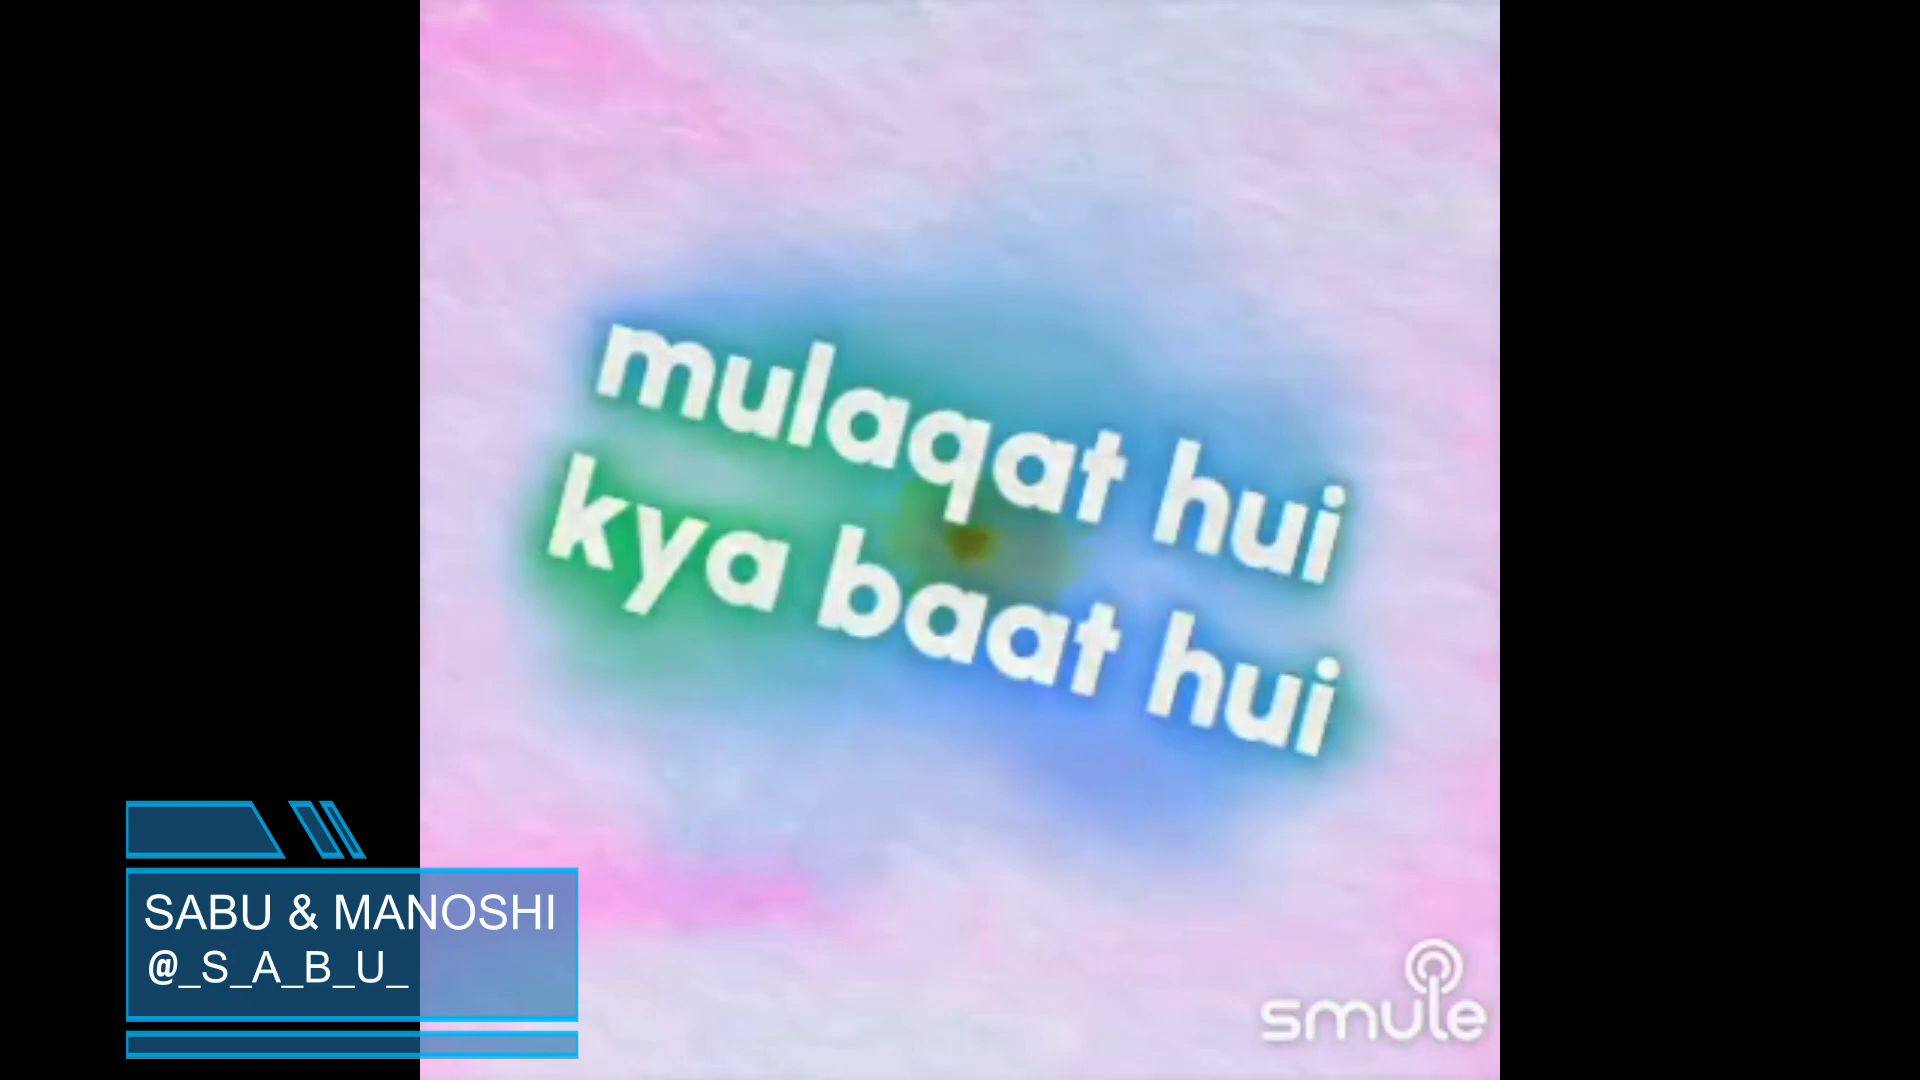 mulaqat hui
kya baat hui
SABU & MANOSHI
@_S_A_B_U_
smule